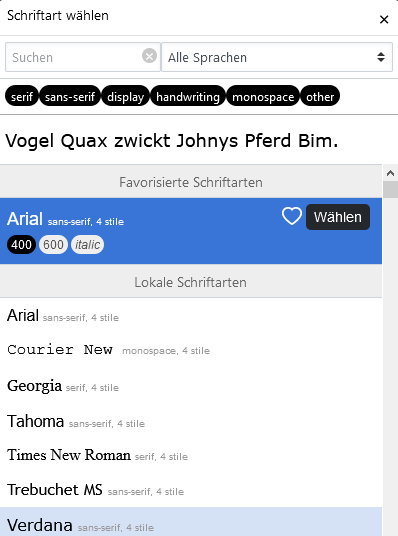 Schriftart wählen
×
Suchen
Alle Sprachen
serif sans-serif display handwriting monospace other
Vogel Quax zwickt Johnys Pferd Bim.
Favorisierte Schriftarten
Arial sans-serif, 4 stile
Wählen
400 600 italic
Lokale Schriftarten
Arial sans-serif, 4 stile
Courier New monospace, 4 stile
Georgia serif, 4 stile
Tahoma sans-serif, 4 stile
Times New Roman serif, 4 stile
Trebuchet MS sans-serif, 4 stile
Verdana sans-serif, 4 stile